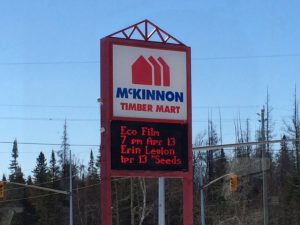 McKINNON
TIMBER MART
Eco Film
7 pm Apr 13
Erin Legion
Apr 13 "Seeds